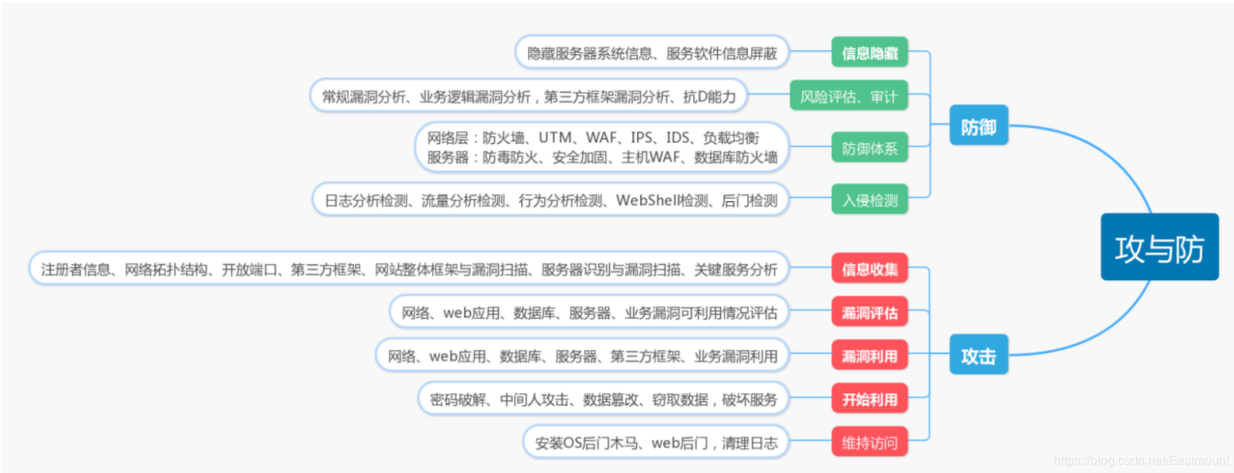 隐藏服务器系统信息、服务软件信息屏蔽
信息隐藏
常规漏洞分析、业务逻辑漏洞分析，第三方框架漏洞分析、抗D能力
风险评估、审计
防御
网络层：防火墙、UTM、WAF、IPS、IDS、负载均衡
服务器：防毒防火、安全加固、主机WAF、数据库防火墙
防御体系
日志分析检测、流量分析检测、行为分析检测、WebShell检测、后门检测
入侵检测
攻与防
注册者信息、网络拓扑结构、开放端口、第三方框架、网站整体框架与漏洞扫描、服务器识别与漏洞扫描、关键服务分析
信息收集
网络、web应用、数据库、服务器、业务漏洞可利用情况评估
漏洞评估
网络、web应用、数据库、服务器、第三方框架、业务漏洞利用
漏洞利用
攻击
密码破解、中间人攻击、数据篡改、窃取数据，破坏服务
开始利用
安装OS后门木马、web后门，清理日志
维持访问
https://blog.csdn.net/Eastmount